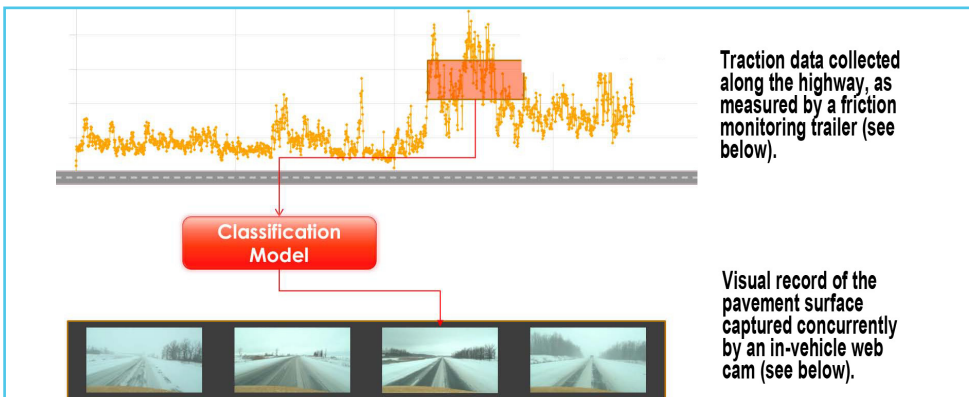 Traction data collected
along the highway, as
measured by a friction
monitoring trailer (see
below).
Classification
Model
Visual record of the
pavement surface
captured concurrently
by an in-vehicle web
cam (see below).